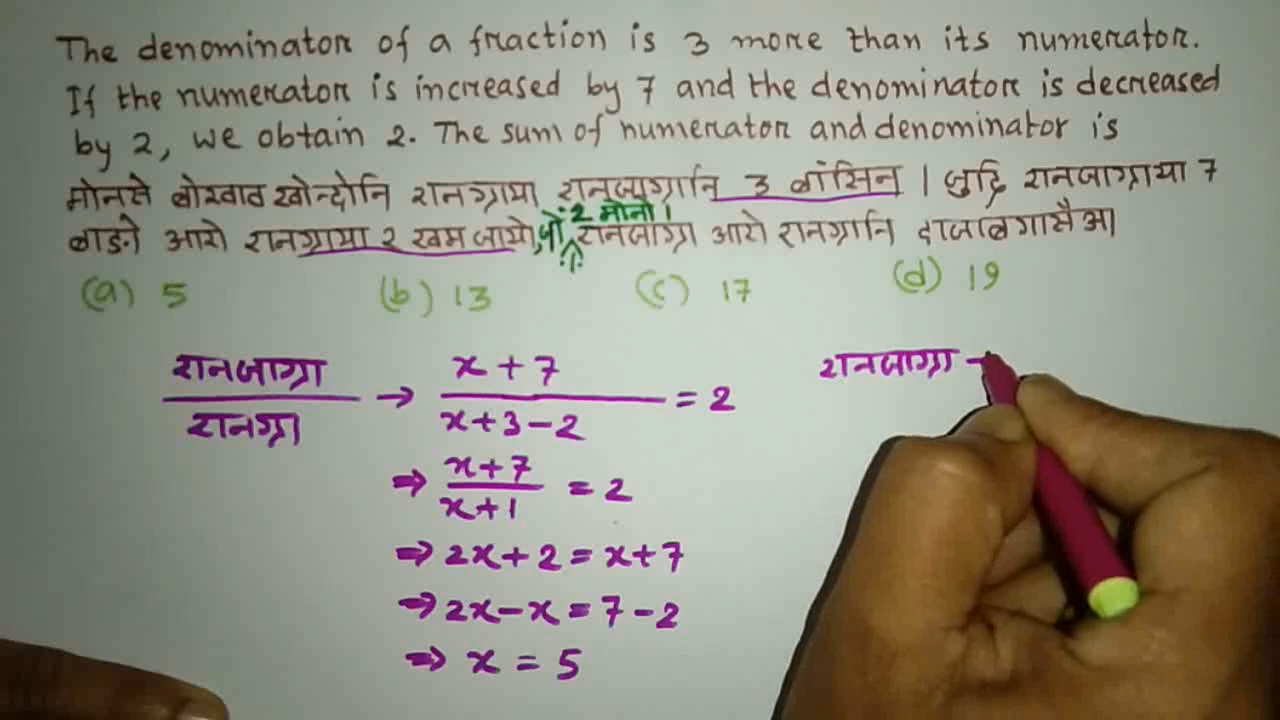 The denominator of a fraction is 3 more than its numerator.
If the numerator is increased by 7 and the denominator is decreased
by 2, we obtain 2. The sum of numerator and denominator is
मोनसे बोखाव खोन्दोनि रानग्राया रानजाग्रानि 3 बांसिन । जुदि रानजाग्राया 7
बाङने आरो रानग्राया 2 खम जायो, जों 2 मोनो। रानजाग्रा आरो रानग्रानि दाजाबगासैआ
(a) 5 (b) 13 (c) 17 (d) 19
रानजाग्रा / रानग्रा → x + 7 / x + 3 − 2 = 2
रानजाग्रा
⇒ x + 7 / x + 1 = 2
⇒ 2x + 2 = x + 7
⇒ 2x − x = 7 − 2
⇒ x = 5